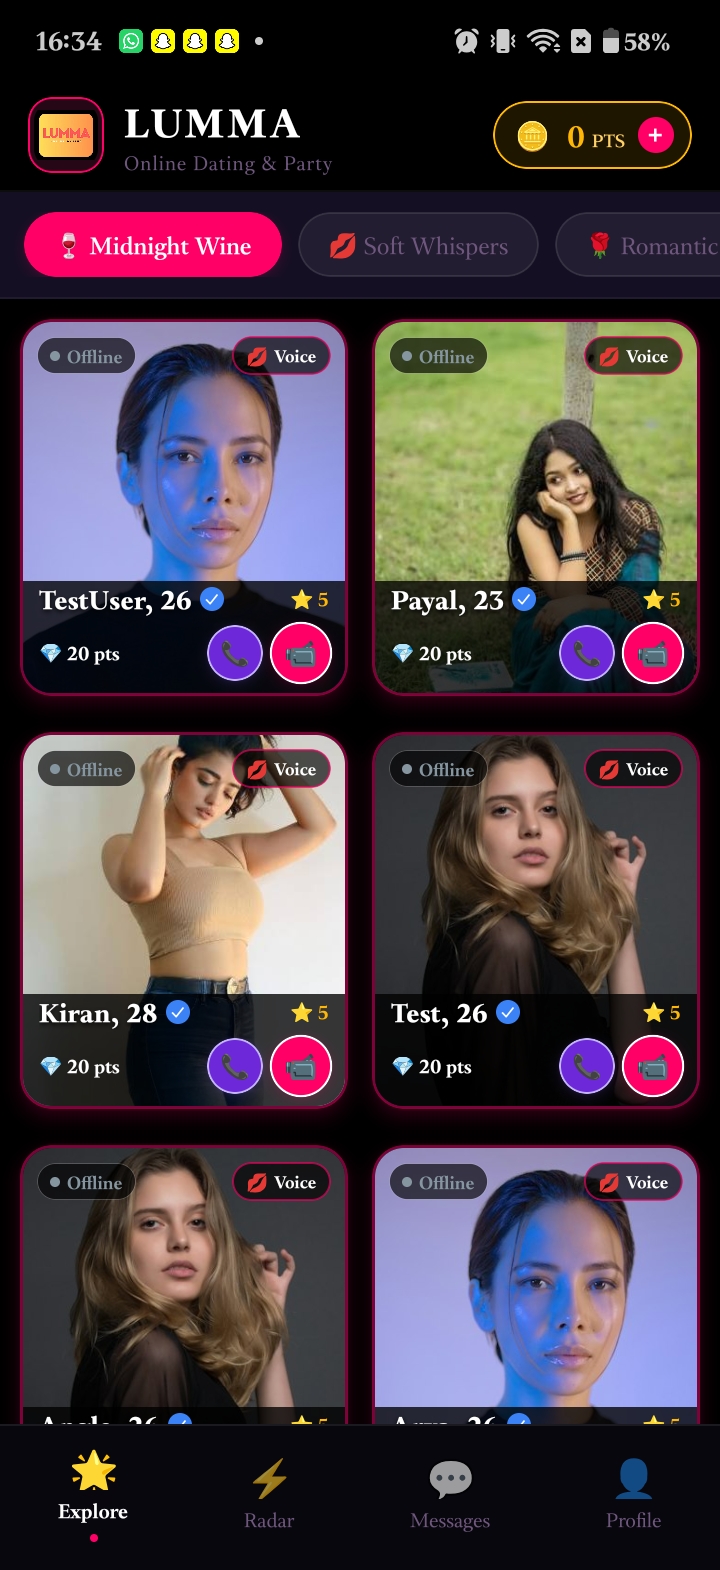 16:34
58%
LUMMA
LUMMA
Online Dating & Party
0 PTS +
Midnight Wine
Soft Whispers
Romantic
Offline
Voice
TestUser, 26
5
20 pts
Offline
Voice
Payal, 23
5
20 pts
Offline
Voice
Kiran, 28
5
20 pts
Offline
Voice
Test, 26
5
20 pts
Offline
Voice
Offline
Voice
Explore
Radar
Messages
Profile